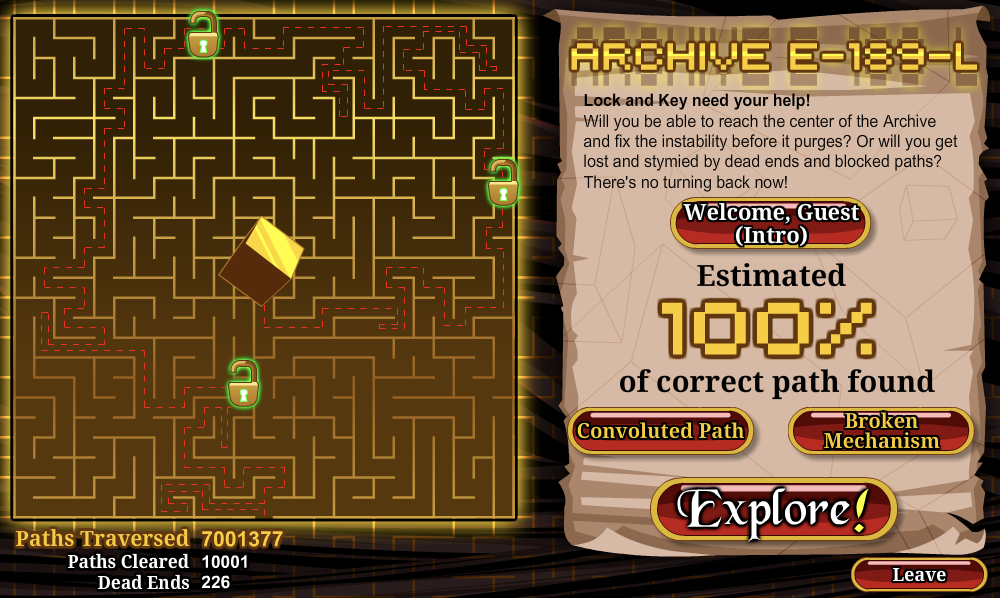 ARCHIVE E-189-L
Lock and Key need your help!
Will you be able to reach the center of the Archive
and fix the instability before it purges? Or will you get
lost and stymied by dead ends and blocked paths?
There's no turning back now!
Welcome, Guest
(Intro)
Estimated
100%
of correct path found
Convoluted Path
Broken
Mechanism
Explore!
Leave
Paths Traversed 7001377
Paths Cleared 10001
Dead Ends 226